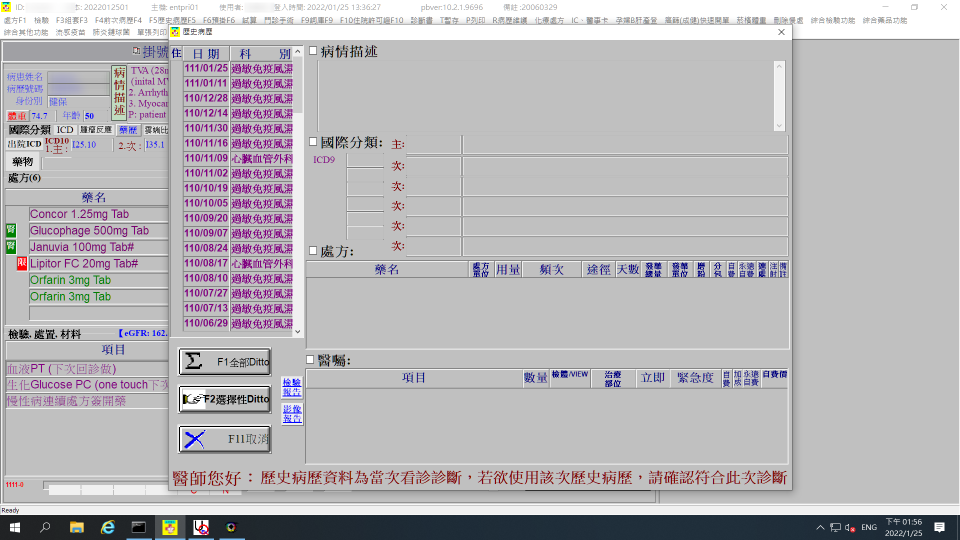 ID: 診號:2022012501 主機: entpri01 使用者: 登入時間: 2022/01/25 13:36:27 pbver:10.2.1.9696 備註: 20060329
處方F1 檢驗 F3組套F3 F4前次病歷F4 F5歷史病歷F5 F6預掛F6 試算 門診手術 F9詞庫F9 F10住院許可證F10 診斷書 T暫存 P列印 R病歷維護 化療處方 IC、醫事卡 孕婦B肝產登 癌篩(成健)快速開單 菸檳醫重 刪除優處 綜合檢驗功能 綜合藥品功能
綜合其他功能 流感疫苗 肺炎鏈球菌 單張列印
歷史病歷
掛號
住
病患姓名
病歷號碼
身份別 健保
體重 74.7 年齡 50
病情描述
TVA (28m
(inital MV
2. Arrhyth
3. Myocar
P: patient
國際分類 ICD 腫瘤反應 藥歷 雲端比
出院ICD ICD10 1.主: I25.10 2.次: I35.1
藥物
處方(6)
藥名
Concor 1.25mg Tab
腎 Glucophage 500mg Tab
腎 Januvia 100mg Tab#
限 Lipitor FC 20mg Tab#
Orfarin 3mg Tab
Orfarin 3mg Tab
檢驗, 處置, 材料 【eGFR: 162.
項目
血液PT (下次回診做)
生化Glucose PC (one touch下次
慢性病連續處方簽開藥
1111-0
C N
Ready
日期 科別
111/01/25 過敏免疫風濕
111/01/11 過敏免疫風濕
110/12/28 過敏免疫風濕
110/12/14 過敏免疫風濕
110/11/30 過敏免疫風濕
110/11/16 過敏免疫風濕
110/11/09 心臟血管外科
110/11/02 過敏免疫風濕
110/10/19 過敏免疫風濕
110/10/05 過敏免疫風濕
110/09/20 過敏免疫風濕
110/09/07 過敏免疫風濕
110/08/24 過敏免疫風濕
110/08/17 心臟血管外科
110/08/10 過敏免疫風濕
110/07/27 過敏免疫風濕
110/07/13 過敏免疫風濕
110/06/29 過敏免疫風濕
F1全部Ditto
F2選擇性Ditto
F11取消
檢驗報告
影像報告
病情描述
國際分類: 主:
ICD9 次:
次:
次:
次:
次:
處方:
藥名 處方單位 用量 頻次 途徑 天數 發藥總量 發藥單位 磨粉 分包 自費 永遠自費 連處 注射 備註
醫囑:
項目 數量 檢體/VIEW 治療部位 立即 緊急度 自費 加成 永遠自費 自費價
醫師您好：歷史病歷資料為當次看診診斷，若欲使用該次歷史病歷，請確認符合此次診斷
ENG
下午 01:56
2022/1/25